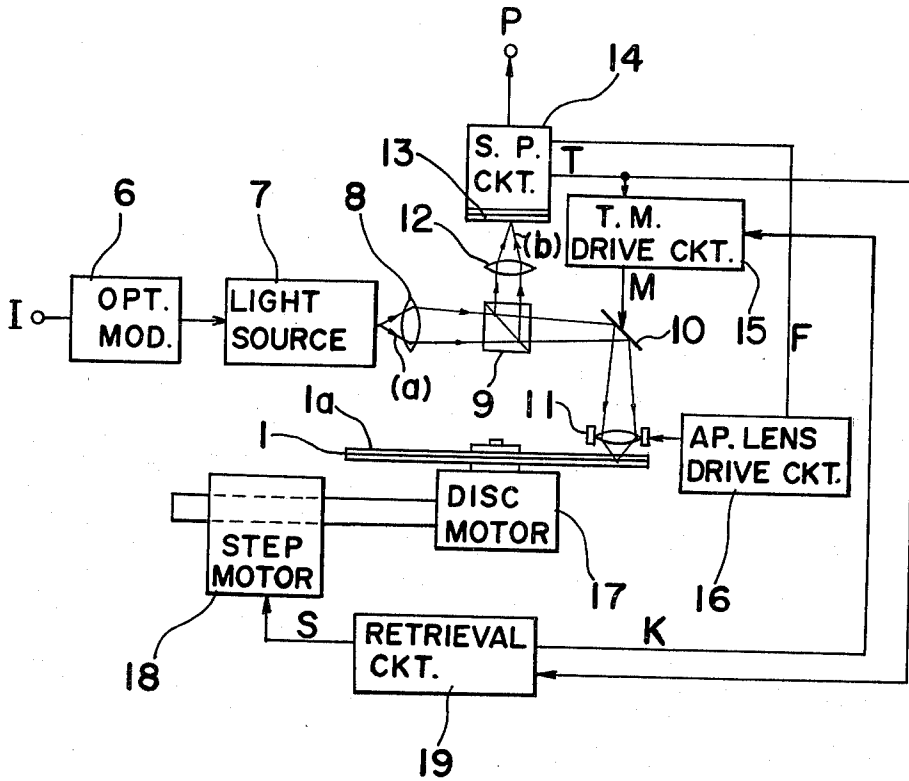 P
14
13
S. P.
CKT.
T
6
7
8
12
(b)
T. M.
DRIVE CKT.
I
OPT.
MOD.
LIGHT
SOURCE
M
10
15
F
(a)
9
1a
11
1
AP. LENS
DRIVE CKT.
DISC
MOTOR
STEP
MOTOR
17
16
18
S
RETRIEVAL
CKT.
K
19